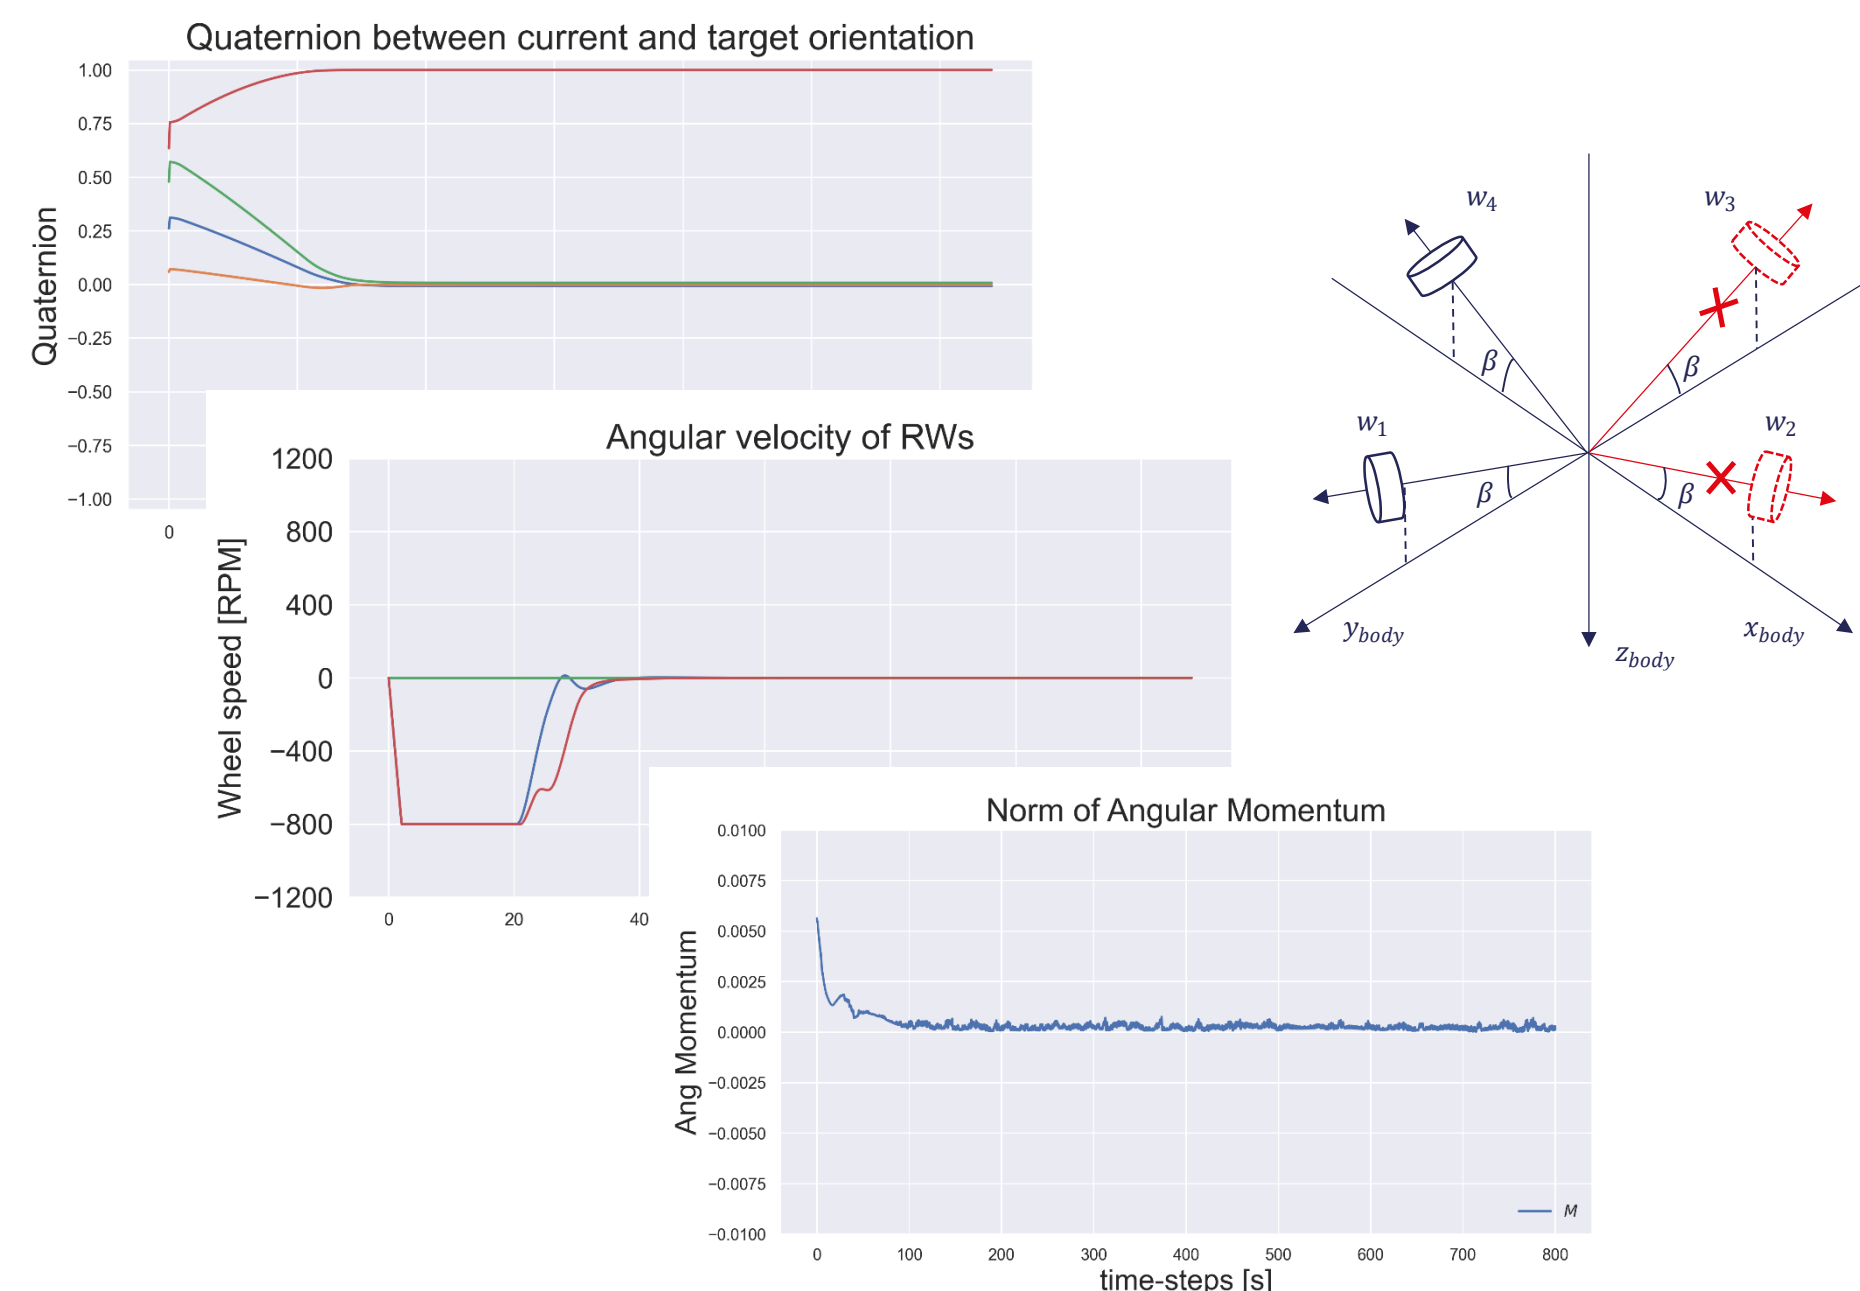 Quaternion between current and target orientation
1.00
0.75
0.50
0.25
0.00
−0.25
−0.50
−0.75
−1.00
Quaternion
0
Angular velocity of RWs
1200
800
400
0
−400
−800
−1200
Wheel speed [RPM]
0 20 40
Norm of Angular Momentum
0.0100
0.0075
0.0050
0.0025
0.0000
−0.0025
−0.0050
−0.0075
−0.0100
Ang Momentum
M
0 100 200 300 400 500 600 700 800
time-steps [s]
w4 w3
β β
w1 w2
β β
ybody xbody
zbody